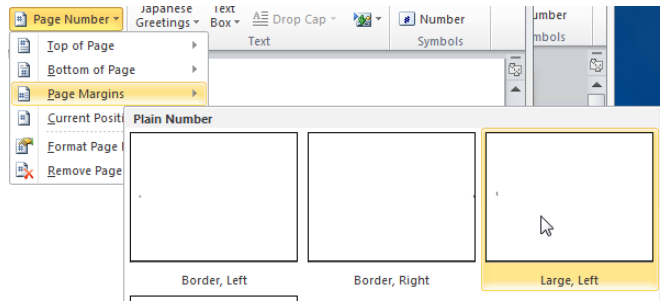 Page Number
Japanese Greetings
Text Box
Drop Cap
Number
umber
Text
Symbols
mbols
Top of Page
Bottom of Page
Page Margins
Current Positi
Format Page
Remove Page
Plain Number
Border, Left
Border, Right
Large, Left